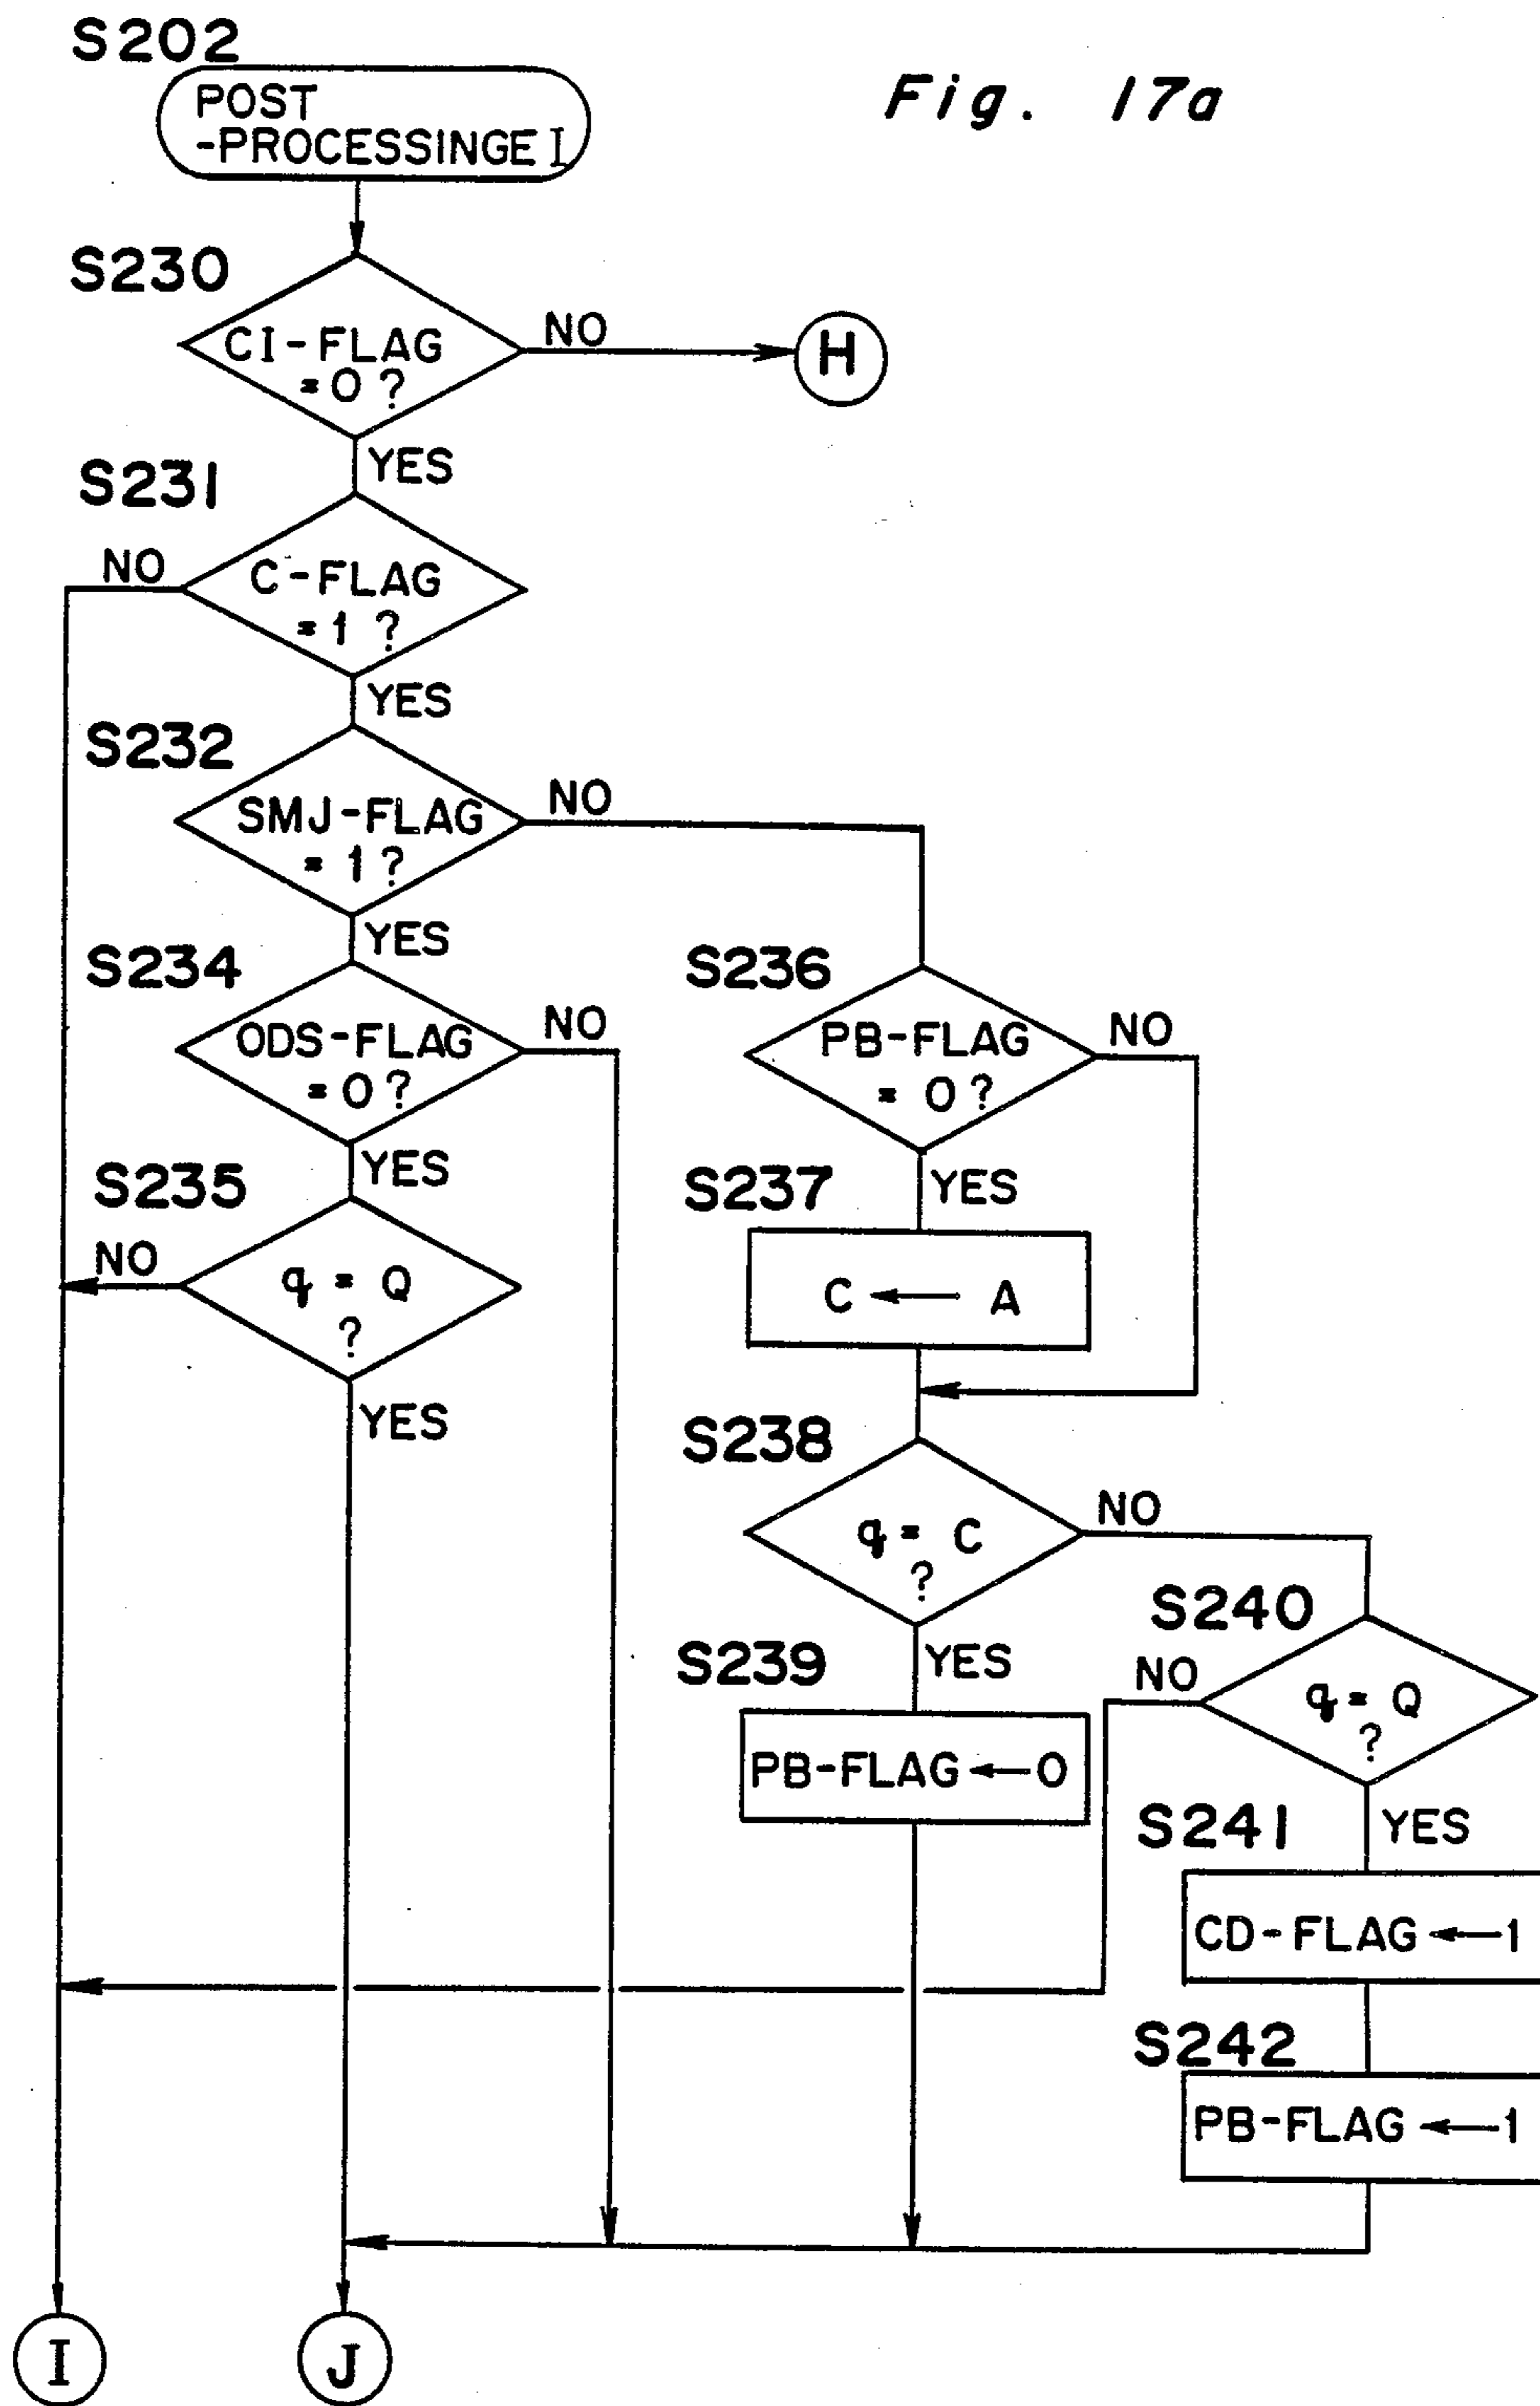 S202
Fig. 17a
POST
-PROCESSINGE I
S230
CI-FLAG
= 0 ?
NO
H
YES
S231
NO
C-FLAG
= 1 ?
YES
S232
SMJ-FLAG
= 1 ?
NO
YES
S234
ODS-FLAG
= 0 ?
NO
S236
PB-FLAG
= 0 ?
NO
YES
S235
NO
q = Q
?
YES
S237
YES
C ← A
S238
q = C
?
NO
S239
YES
PB-FLAG ← 0
S240
NO
q = Q
?
S241
YES
CD-FLAG ← 1
S242
PB-FLAG ← 1
I
J